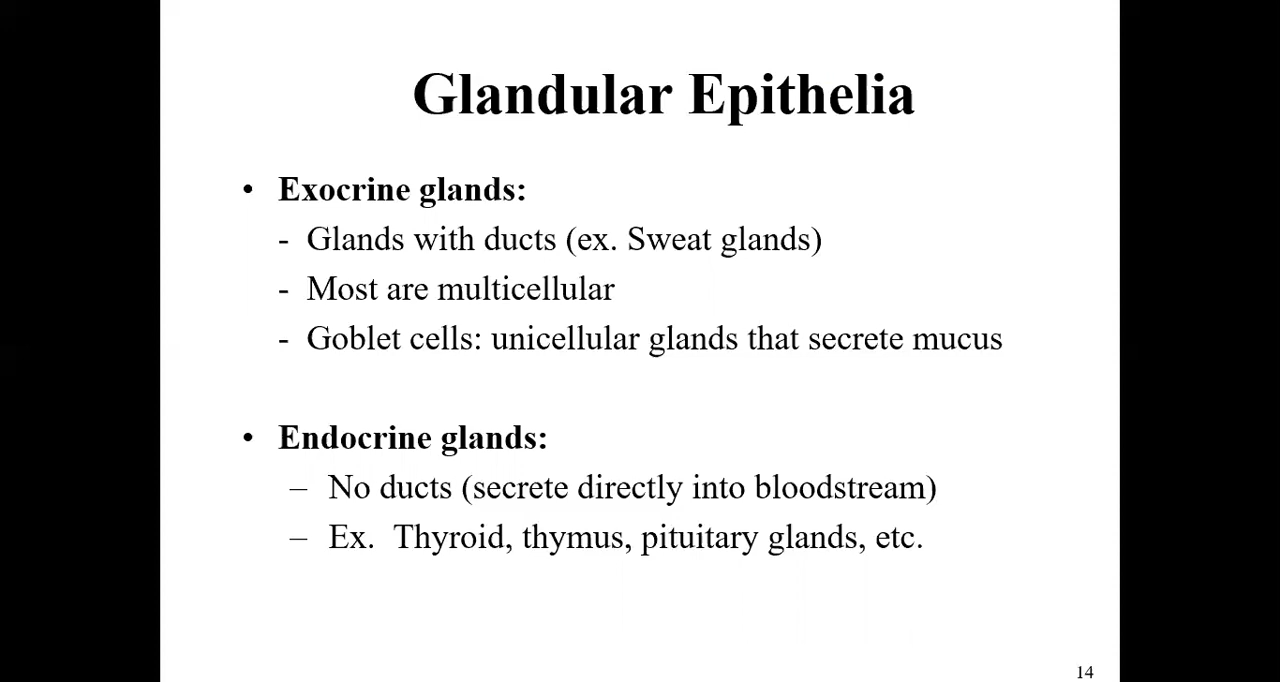 Glandular Epithelia
• Exocrine glands:
- Glands with ducts (ex. Sweat glands)
- Most are multicellular
- Goblet cells: unicellular glands that secrete mucus
• Endocrine glands:
– No ducts (secrete directly into bloodstream)
– Ex.  Thyroid, thymus, pituitary glands, etc.
14